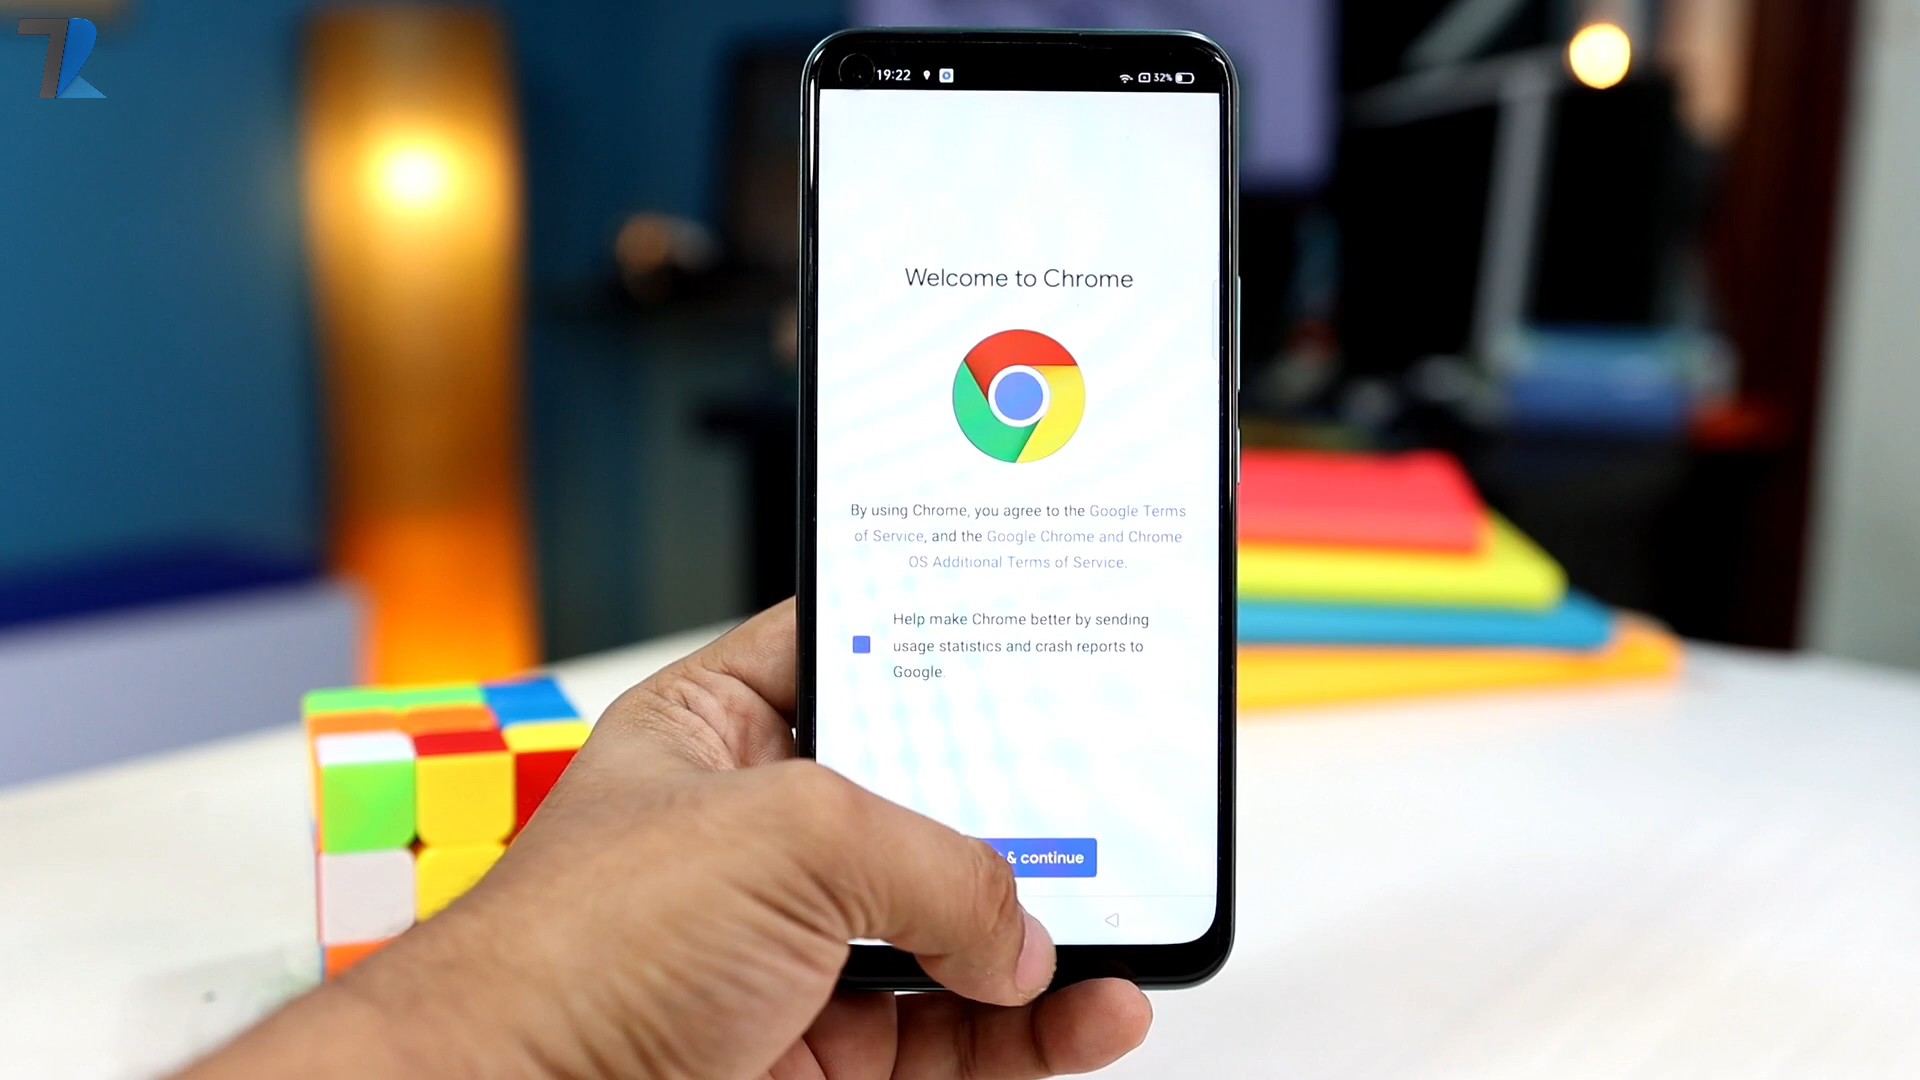 19:22
32%
Welcome to Chrome
By using Chrome, you agree to the Google Terms
of Service, and the Google Chrome and Chrome
OS Additional Terms of Service.
Help make Chrome better by sending
usage statistics and crash reports to
Google.
& continue